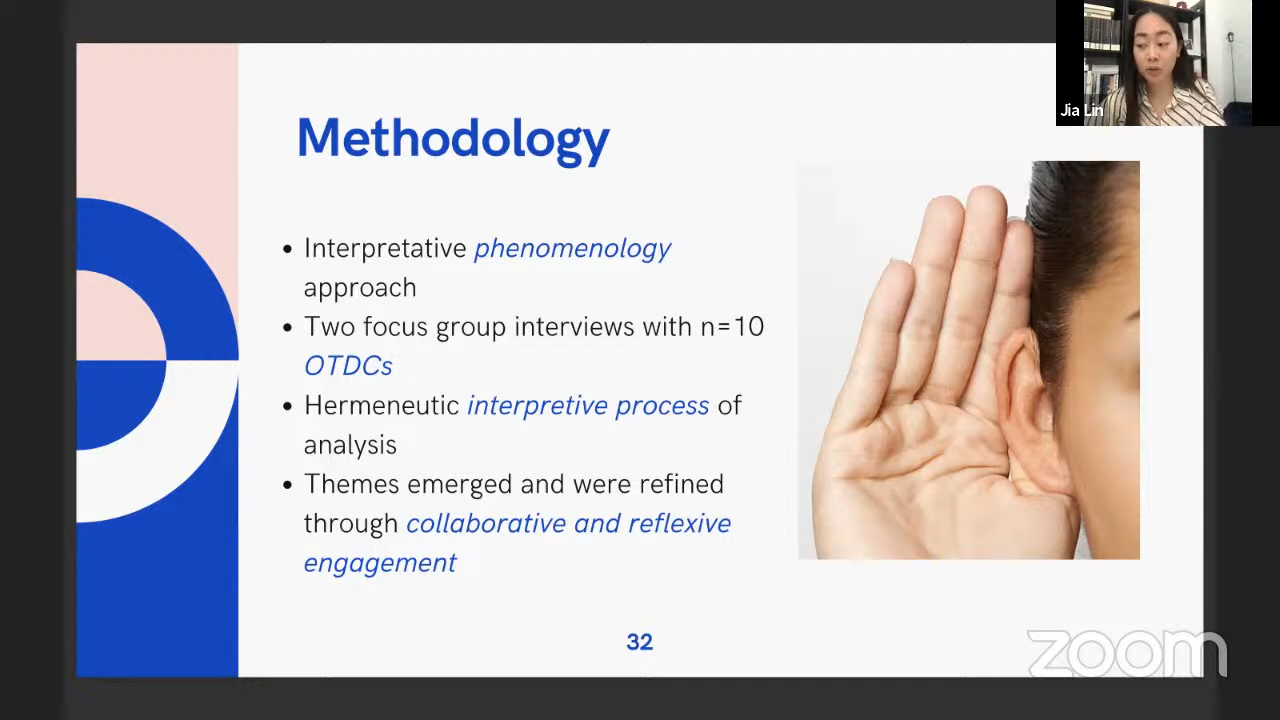 Jia Lin
Methodology
• Interpretative phenomenology
approach
• Two focus group interviews with n=10
OTDCs
• Hermeneutic interpretive process of
analysis
• Themes emerged and were refined
through collaborative and reflexive
engagement
32
zoom